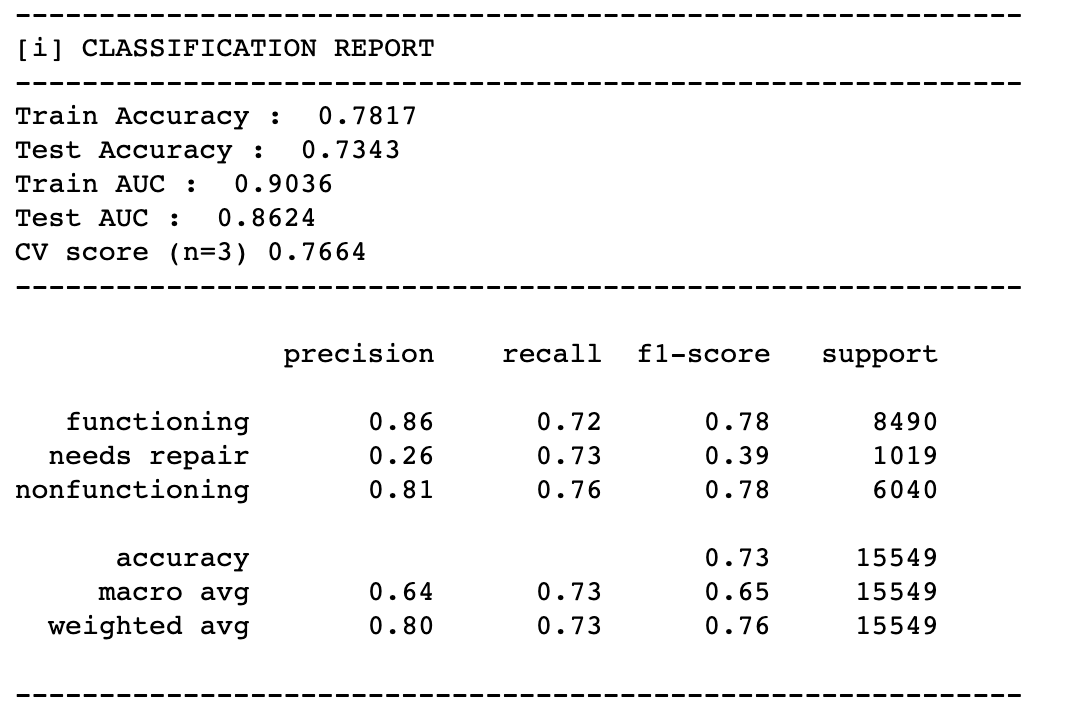 ------------------------------------------------------------
[i] CLASSIFICATION REPORT
------------------------------------------------------------
Train Accuracy :  0.7817
Test Accuracy :  0.7343
Train AUC :  0.9036
Test AUC :  0.8624
CV score (n=3) 0.7664
------------------------------------------------------------
                precision    recall  f1-score   support
   functioning       0.86      0.72      0.78      8490
  needs repair       0.26      0.73      0.39      1019
nonfunctioning       0.81      0.76      0.78      6040
      accuracy                           0.73     15549
     macro avg       0.64      0.73      0.65     15549
  weighted avg       0.80      0.73      0.76     15549
------------------------------------------------------------